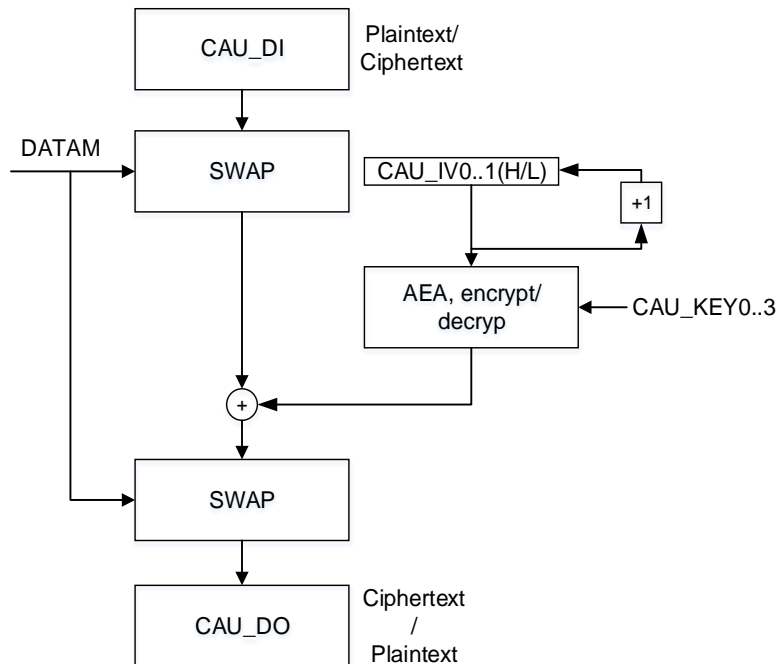 CAU_DI
Plaintext/
Ciphertext
DATAM
SWAP
CAU_IV0..1(H/L)
+1
AEA, encrypt/
decryp
CAU_KEY0..3
+
SWAP
CAU_DO
Ciphertext
/
Plaintext